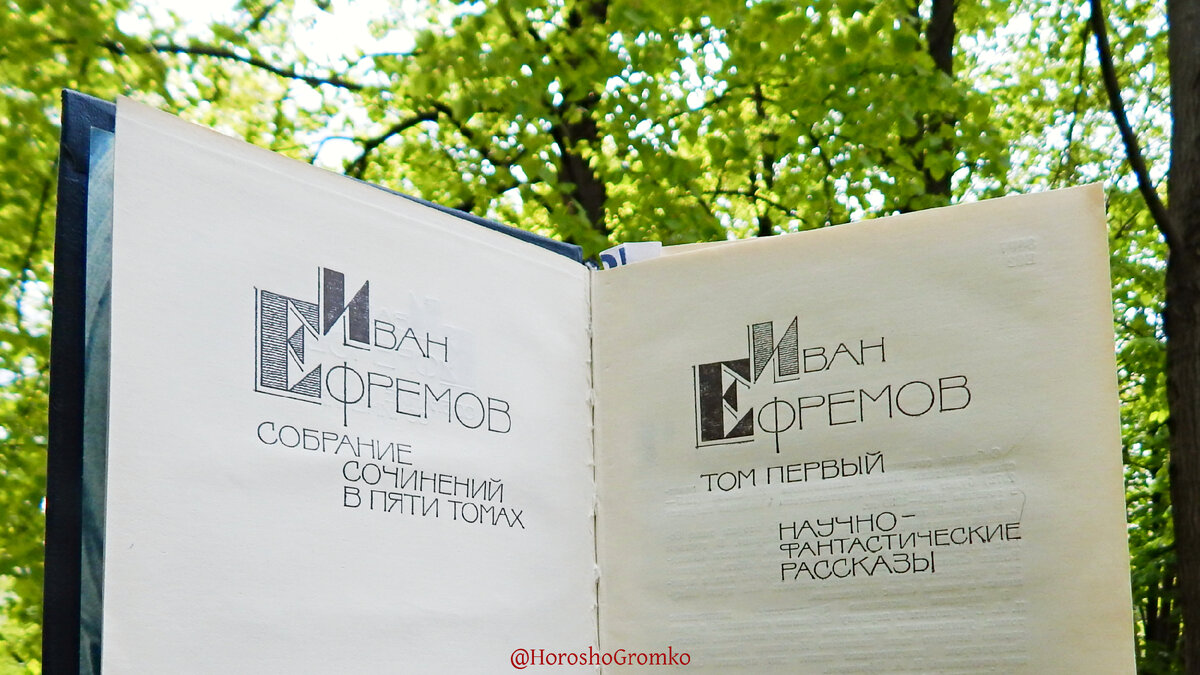 Иван
Ефремов
СОБРАНИЕ
СОЧИНЕНИЙ
В ПЯТИ ТОМАХ
Иван
Ефремов
ТОМ ПЕРВЫЙ
НАУЧНО-
ФАНТАСТИЧЕСКИЕ
РАССКАЗЫ
@HoroshoGromko